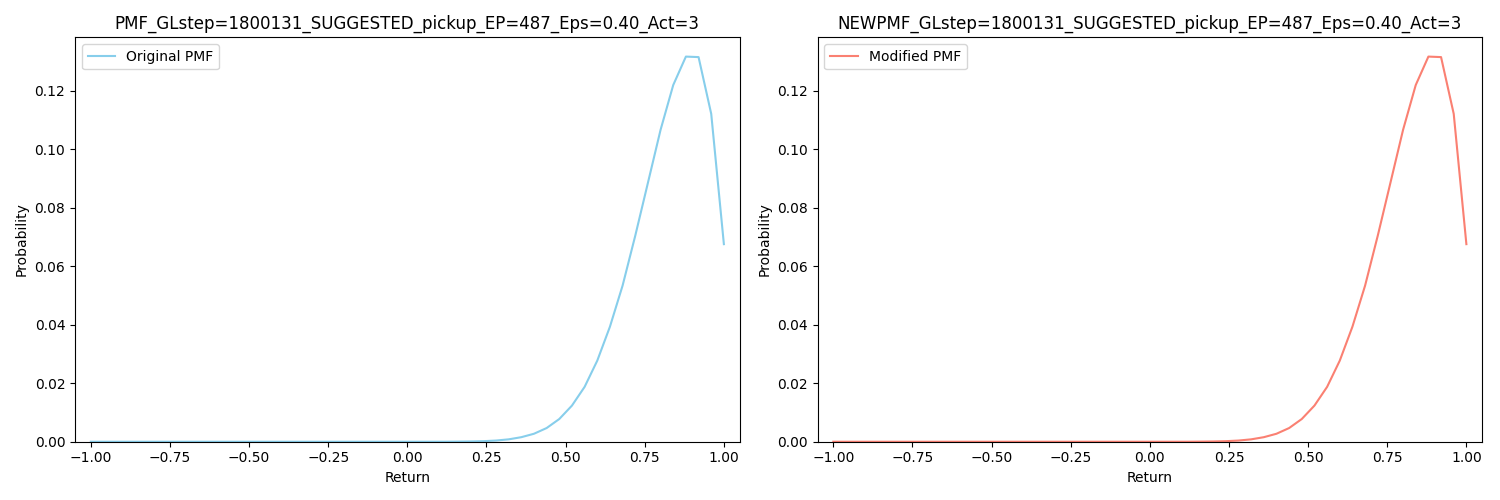 PMF_GLstep=1800131_SUGGESTED_pickup_EP=487_Eps=0.40_Act=3
Original PMF
0.12
0.10
0.08
0.06
0.04
0.02
0.00
Probability
−1.00 −0.75 −0.50 −0.25 0.00 0.25 0.50 0.75 1.00
Return
NEWPMF_GLstep=1800131_SUGGESTED_pickup_EP=487_Eps=0.40_Act=3
Modified PMF
0.12
0.10
0.08
0.06
0.04
0.02
0.00
Probability
−1.00 −0.75 −0.50 −0.25 0.00 0.25 0.50 0.75 1.00
Return